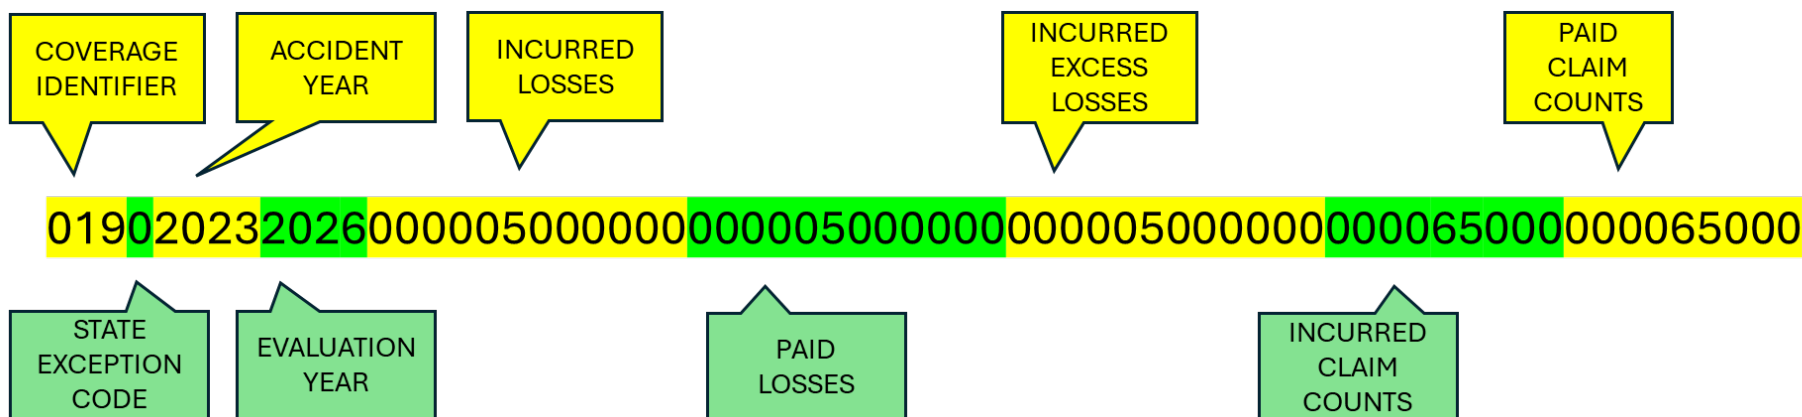 COVERAGE
IDENTIFIER
ACCIDENT
YEAR
INCURRED
LOSSES
INCURRED
EXCESS
LOSSES
PAID
CLAIM
COUNTS
019020232026000005000000000005000000000005000000000065000000065000
STATE
EXCEPTION
CODE
EVALUATION
YEAR
PAID
LOSSES
INCURRED
CLAIM
COUNTS